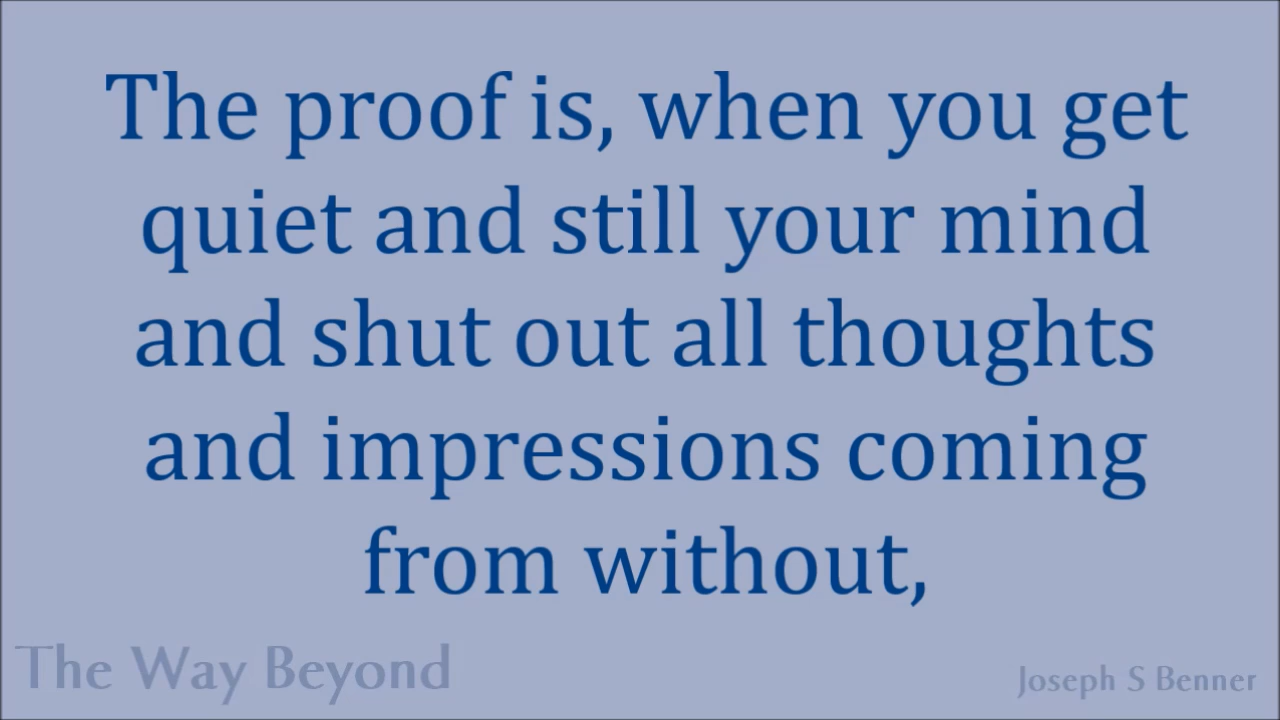 The proof is, when you get
quiet and still your mind
and shut out all thoughts
and impressions coming
from without,
The Way Beyond
Joseph S Benner